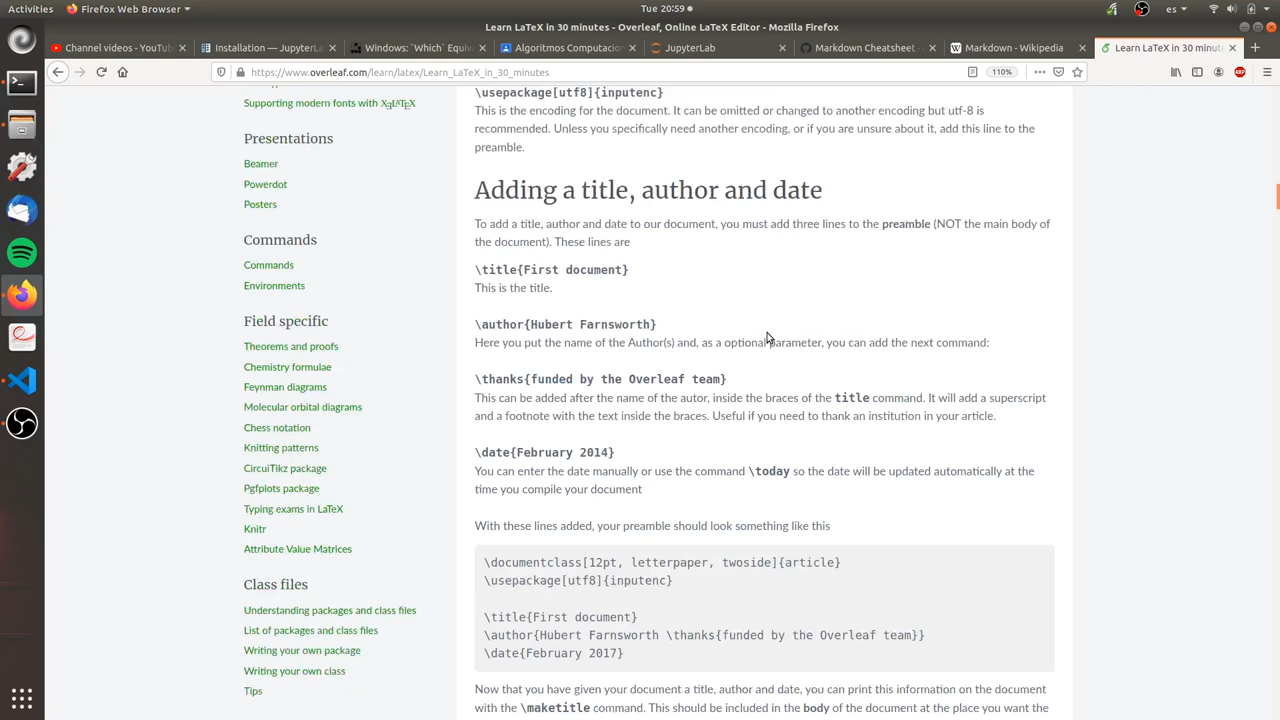 Activities
Firefox Web Browser
Tue 20:59
es
Learn LaTeX in 30 minutes - Overleaf, Online LaTeX Editor - Mozilla Firefox
Channel videos - YouTub
Installation — JupyterLa
Windows: `Which` Equiv
Algoritmos Computacion
JupyterLab
Markdown Cheatsheet
Markdown - Wikipedia
Learn LaTeX in 30 minut
https://www.overleaf.com/learn/latex/Learn_LaTeX_in_30_minutes
110%
ABP
Supporting modern fonts with XƎLATEX
Presentations
Beamer
Powerdot
Posters
Commands
Commands
Environments
Field specific
Theorems and proofs
Chemistry formulae
Feynman diagrams
Molecular orbital diagrams
Chess notation
Knitting patterns
CircuiTikz package
Pgfplots package
Typing exams in LaTeX
Knitr
Attribute Value Matrices
Class files
Understanding packages and class files
List of packages and class files
Writing your own package
Writing your own class
Tips
\usepackage[utf8]{inputenc}
This is the encoding for the document. It can be omitted or changed to another encoding but utf-8 is
recommended. Unless you specifically need another encoding, or if you are unsure about it, add this line to the
preamble.
Adding a title, author and date
To add a title, author and date to our document, you must add three lines to the preamble (NOT the main body of
the document). These lines are
\title{First document}
This is the title.
\author{Hubert Farnsworth}
Here you put the name of the Author(s) and, as a optional parameter, you can add the next command:
\thanks{funded by the Overleaf team}
This can be added after the name of the autor, inside the braces of the title command. It will add a superscript
and a footnote with the text inside the braces. Useful if you need to thank an institution in your article.
\date{February 2014}
You can enter the date manually or use the command \today so the date will be updated automatically at the
time you compile your document
With these lines added, your preamble should look something like this
\documentclass[12pt, letterpaper, twoside]{article}
\usepackage[utf8]{inputenc}
\title{First document}
\author{Hubert Farnsworth \thanks{funded by the Overleaf team}}
\date{February 2017}
Now that you have given your document a title, author and date, you can print this information on the document
with the \maketitle command. This should be included in the body of the document at the place you want the